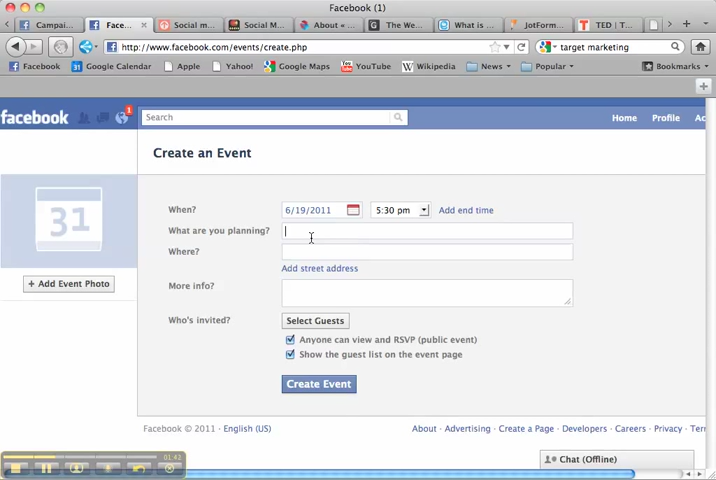 Facebook (1)
Campai... Face... Social m... Social M... About «... The We... What is ... JotForm... TED | T...
http://www.facebook.com/events/create.php target marketing
Facebook Google Calendar Apple Yahoo! Google Maps YouTube Wikipedia News Popular Bookmarks
facebook 1 Search Home Profile Ac
Create an Event
31
+ Add Event Photo
When? 6/19/2011 5:30 pm Add end time
What are you planning?
Where?
Add street address
More info?
Who's invited? Select Guests
Anyone can view and RSVP (public event)
Show the guest list on the event page
Create Event
Facebook © 2011 · English (US) About · Advertising · Create a Page · Developers · Careers · Privacy · Terr
Chat (Offline)
01:42